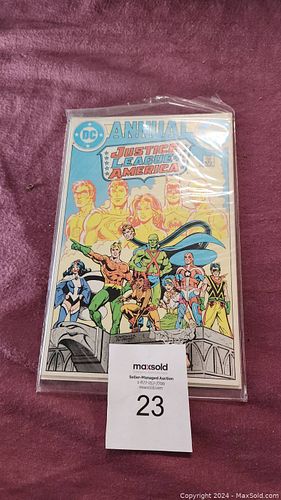 DC
ANNUAL
JUSTICE
LEAGUE of
AMERICA
maxsold
Seller-Managed Auction
23
Copyright 2024 - MaxSold.com